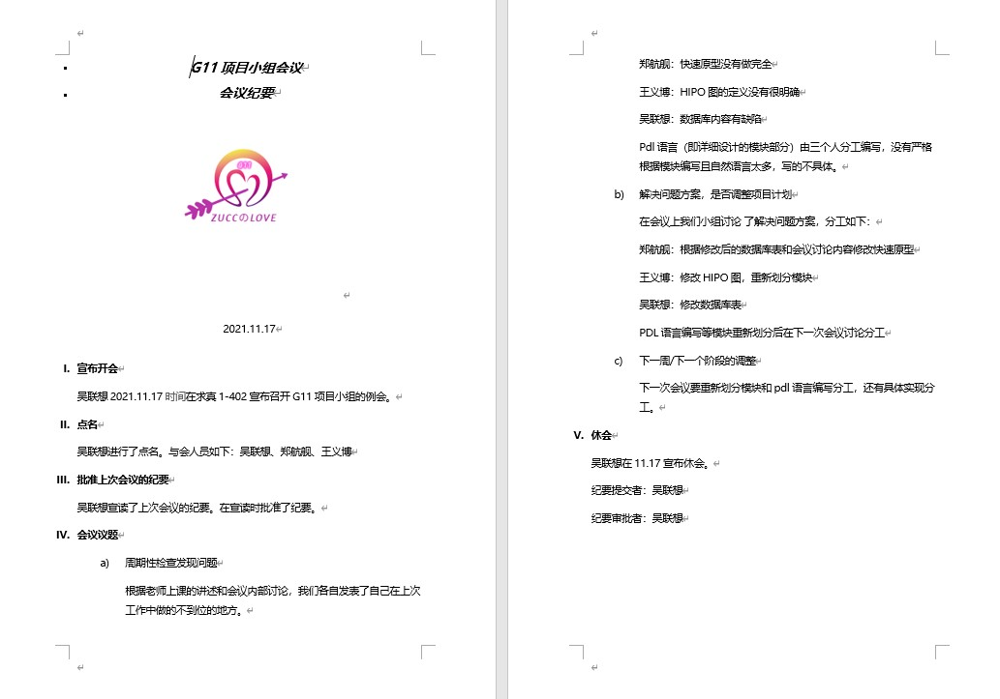 G11 项目小组会议
会议纪要
G11
ZUCCの LOVE
2021.11.17
I. 宣布开会
吴联想 2021.11.17 时间在求真 1-402 宣布召开 G11 项目小组的例会。
II. 点名
吴联想进行了点名。与会人员如下：吴联想、郑航舰、王义博
III. 批准上次会议的纪要
吴联想宣读了上次会议的纪要。在宣读时批准了纪要。
IV. 会议议题
a) 周期性检查发现问题
根据老师上课的讲述和会议内部讨论，我们各自发表了自己在上次
工作中做的不到位的地方。
郑航舰：快速原型没有做完全
王义博：HIPO 图的定义没有很明确
吴联想：数据库内容有缺陷
Pdl 语言（即详细设计的模块部分）由三个人分工编写，没有严格
根据模块编写且自然语言太多，写的不具体。
b) 解决问题方案，是否调整项目计划
在会议上我们小组讨论 了解决问题方案，分工如下：
郑航舰：根据修改后的数据库表和会议讨论内容修改快速原型
王义博：修改 HIPO 图，重新划分模块
吴联想：修改数据库表
PDL 语言编写等模块重新划分后在下一次会议讨论分工
c) 下一周/下一个阶段的调整
下一次会议要重新划分模块和 pdl 语言编写分工，还有具体实现分
工。
V. 休会
吴联想在 11.17 宣布休会。
纪要提交者：吴联想
纪要审批者：吴联想